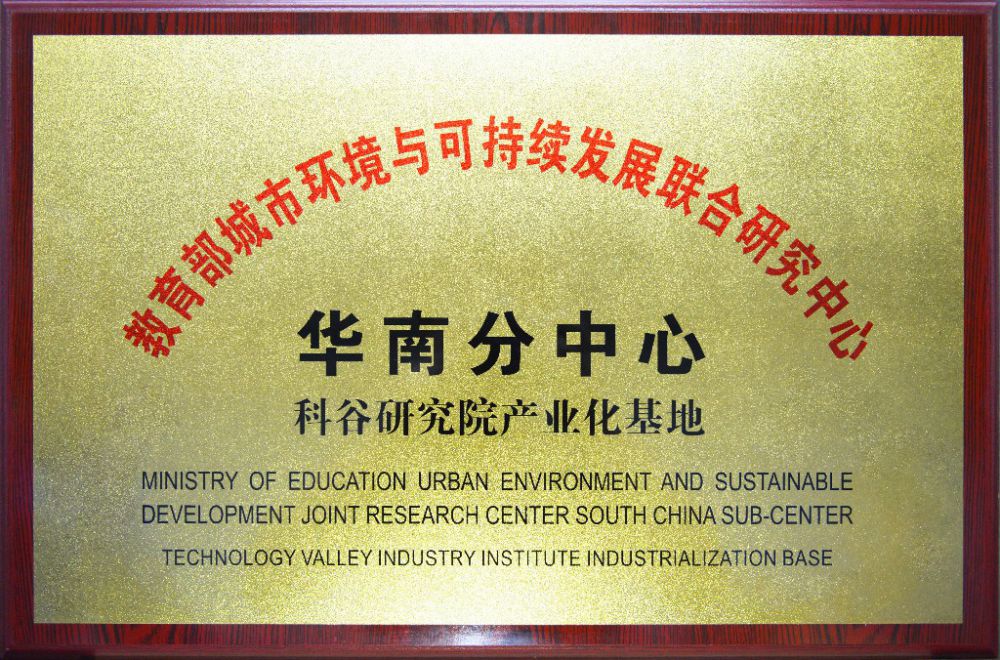 教育部城市环境与可持续发展联合研究中心
华南分中心
科谷研究院产业化基地
MINISTRY OF EDUCATION URBAN ENVIRONMENT AND SUSTAINABLE
DEVELOPMENT JOINT RESEARCH CENTER SOUTH CHINA SUB-CENTER
TECHNOLOGY VALLEY INDUSTRY INSTITUTE INDUSTRIALIZATION BASE